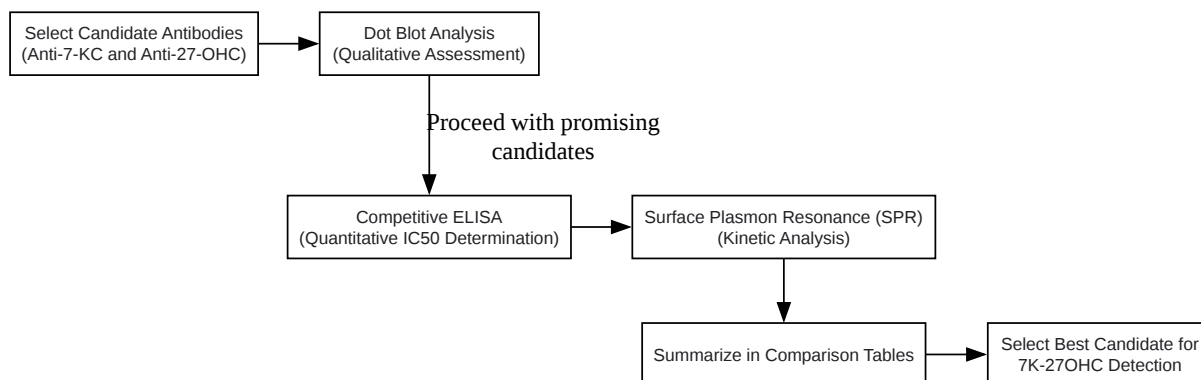 Select Candidate Antibodies
(Anti-7-KC and Anti-27-OHC)
Dot Blot Analysis
(Qualitative Assessment)
Proceed with promising
candidates
Competitive ELISA
(Quantitative IC50 Determination)
Surface Plasmon Resonance (SPR)
(Kinetic Analysis)
Summarize in Comparison Tables
Select Best Candidate for
7K-27OHC Detection